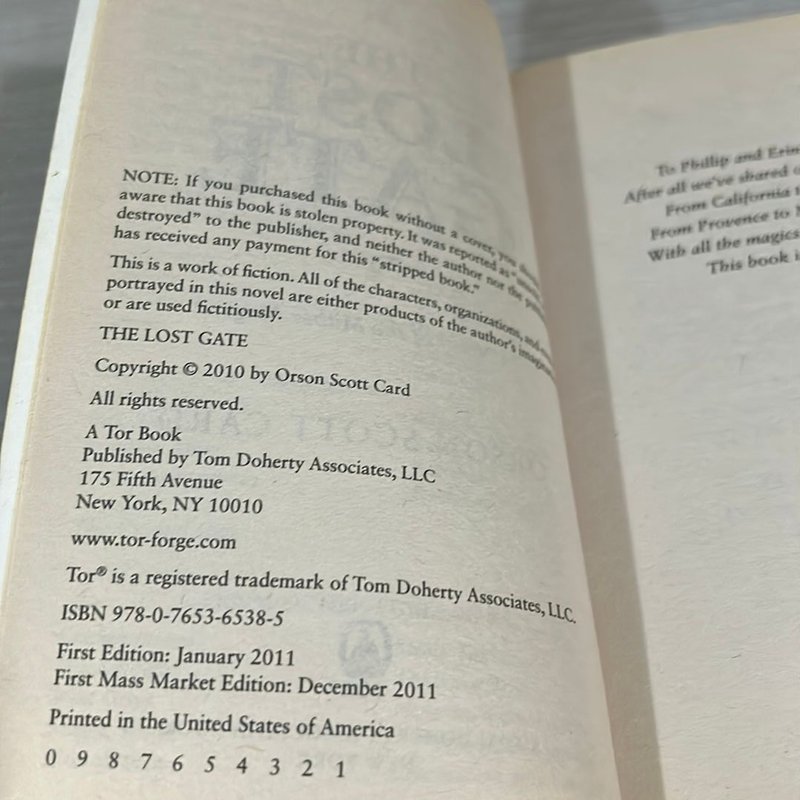 NOTE: If you purchased this book without a cover, you should
aware that this book is stolen property. It was reported as
destroyed” to the publisher, and neither the author nor the
has received any payment for this “stripped book.”
This is a work of fiction. All of the characters, organizations, and
portrayed in this novel are either products of the author's
or are used fictitiously.
THE LOST GATE
Copyright © 2010 by Orson Scott Card
All rights reserved.
A Tor Book
Published by Tom Doherty Associates, LLC
175 Fifth Avenue
New York, NY 10010
www.tor-forge.com
Tor® is a registered trademark of Tom Doherty Associates, LLC.
ISBN 978-0-7653-6538-5
First Edition: January 2011
First Mass Market Edition: December 2011
Printed in the United States of America
0 9 8 7 6 5 4 3 2 1
To Phillip and Erin
After all we've shared
From California
From Provence to
With all the magics
This book